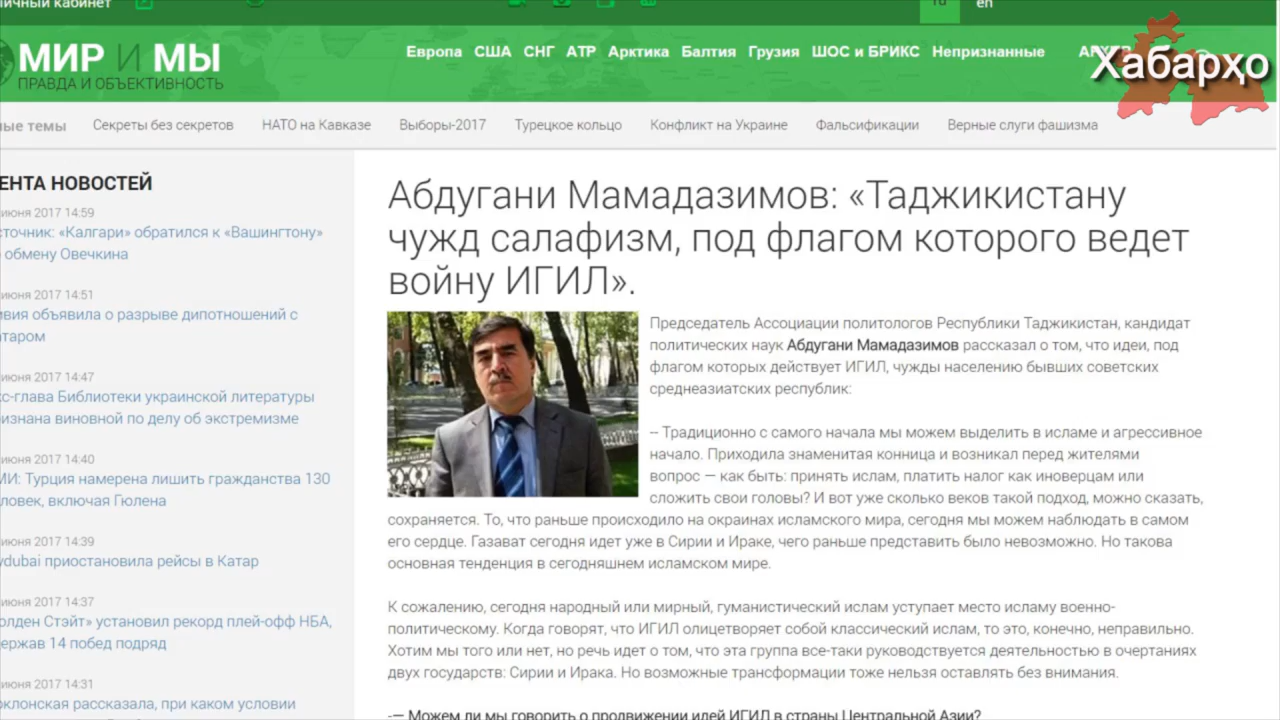 личный кабинет
ru
en
МИР И МЫ
ПРАВДА И ОБЪЕКТИВНОСТЬ
Европа США СНГ АТР Арктика Балтия Грузия ШОС и БРИКС Непризнанные
Хабарҳо
ые темы Секреты без секретов НАТО на Кавказе Выборы-2017 Турецкое кольцо Конфликт на Украине Фальсификации Верные слуги фашизма
ЕНТА НОВОСТЕЙ
июня 2017 14:59
сточник: «Калгари» обратился к «Вашингтону»
обмену Овечкина
июня 2017 14:51
ивия объявила о разрыве дипотношений с
атаром
июня 2017 14:47
кс-глава Библиотеки украинской литературы
ризнана виновной по делу об экстремизме
июня 2017 14:40
МИ: Турция намерена лишить гражданства 130
ловек, включая Гюлена
июня 2017 14:39
ydubai приостановила рейсы в Катар
июня 2017 14:37
олден Стэйт» установил рекорд плей-офф НБА,
держав 14 побед подряд
июня 2017 14:31
оклонская рассказала, при каком условии
Абдугани Мамадазимов: «Таджикистану
чужд салафизм, под флагом которого ведет
войну ИГИЛ».
Председатель Ассоциации политологов Республики Таджикистан, кандидат
политических наук Абдугани Мамадазимов рассказал о том, что идеи, под
флагом которых действует ИГИЛ, чужды населению бывших советских
среднеазиатских республик:
-- Традиционно с самого начала мы можем выделить в исламе и агрессивное
начало. Приходила знаменитая конница и возникал перед жителями
вопрос — как быть: принять ислам, платить налог как иноверцам или
сложить свои головы? И вот уже сколько веков такой подход, можно сказать,
сохраняется. То, что раньше происходило на окраинах исламского мира, сегодня мы можем наблюдать в самом
его сердце. Газават сегодня идет уже в Сирии и Ираке, чего раньше представить было невозможно. Но такова
основная тенденция в сегодняшнем исламском мире.
К сожалению, сегодня народный или мирный, гуманистический ислам уступает место исламу военно-
политическому. Когда говорят, что ИГИЛ олицетворяет собой классический ислам, то это, конечно, неправильно.
Хотим мы того или нет, но речь идет о том, что эта группа все-таки руководствуется деятельностью в очертаниях
двух государств: Сирии и Ирака. Но возможные трансформации тоже нельзя оставлять без внимания.
-— Можем ли мы говорить о продвижении идей ИГИЛ в страны Центральной Азии?